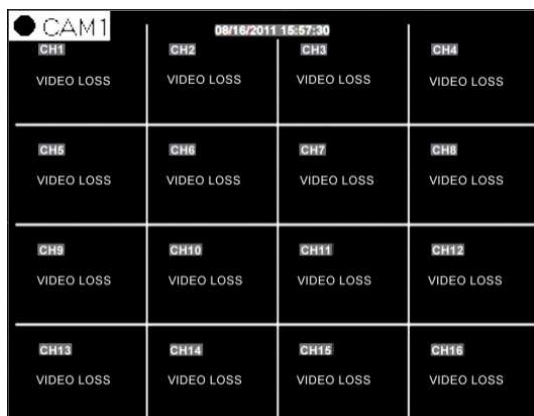 CAM1
08/16/2011 15:57:30
CH1 CH2 CH3 CH4
VIDEO LOSS VIDEO LOSS VIDEO LOSS VIDEO LOSS
CH5 CH6 CH7 CH8
VIDEO LOSS VIDEO LOSS VIDEO LOSS VIDEO LOSS
CH9 CH10 CH11 CH12
VIDEO LOSS VIDEO LOSS VIDEO LOSS VIDEO LOSS
CH13 CH14 CH15 CH16
VIDEO LOSS VIDEO LOSS VIDEO LOSS VIDEO LOSS